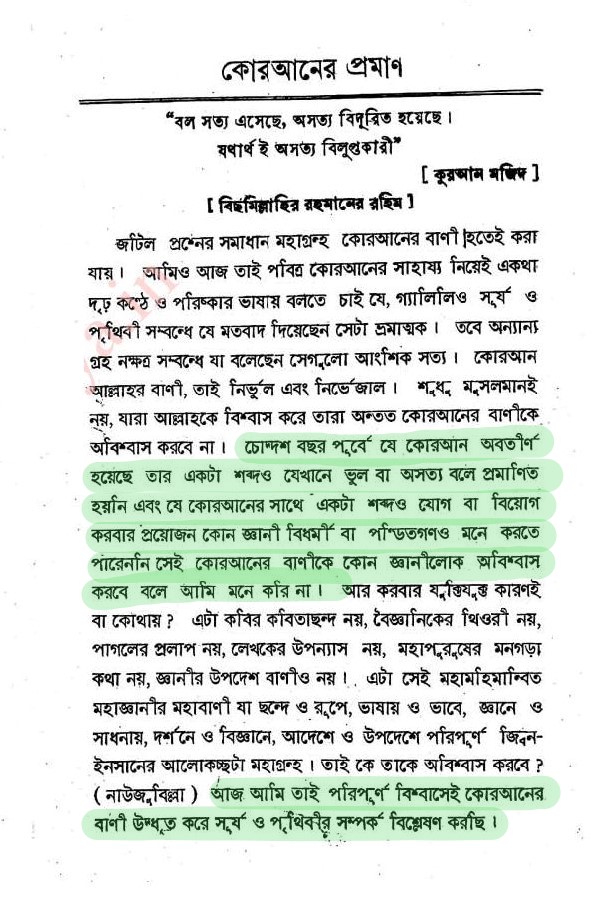 কোরআনের প্রমাণ
“বল সত্য এসেছে, অসত্য বিদূরিত হয়েছে।
যথার্থ ই অসত্য বিলুপ্তকারী”
[ কুরআন মজিদ ]
[ বিছমিল্লাহির রহমানের রহিম ]
জটিল প্রশ্নের সমাধান মহাগ্রন্থ কোরআনের বাণী হতেই করা
যায়। আমিও আজ তাই পবিত্র কোরআনের সাহায্য নিয়েই একথা
দৃঢ় কণ্ঠে ও পরিষ্কার ভাষায় বলতে চাই যে, গ্যালিলিও সূর্য ও
পৃথিবী সম্বন্ধে যে মতবাদ দিয়েছেন সেটা ভ্রমাত্মক। তবে অন্যান্য
গ্রহ নক্ষত্র সম্বন্ধে যা বলেছেন সেগুলো আংশিক সত্য। কোরআন
আল্লাহর বাণী, তাই নির্ভুল এবং নির্ভেজাল। শুধু মুসলমানই
নয়, যারা আল্লাহকে বিশ্বাস করে তারা অন্তত কোরআনের বাণীকে
অবিশ্বাস করবে না। চোদ্দশ বছর পূর্বে যে কোরআন অবতীর্ণ
হয়েছে তার একটা শব্দও যেখানে ভুল বা অসত্য বলে প্রমাণিত
হয়নি এবং যে কোরআনের সাথে একটা শব্দও যোগ বা বিয়োগ
করবার প্রয়োজন কোন জ্ঞানী বিধর্মী বা পন্ডিতগণও মনে করতে
পারেননি সেই কোরআনের বাণীকে কোন জ্ঞানীলোক অবিশ্বাস
করবে বলে আমি মনে করি না। আর করবার যুক্তিযুক্ত কারণই
বা কোথায়? এটা কবির কবিতাছন্দ নয়, বৈজ্ঞানিকের থিওরী নয়,
পাগলের প্রলাপ নয়, লেখকের উপন্যাস নয়, মহাপুরুষের মনগড়া
কথা নয়, জ্ঞানীর উপদেশ বাণীও নয়। এটা সেই মহামহিমান্বিত
মহাজ্ঞানীর মহাবাণী যা ছন্দে ও রূপে, ভাষায় ও ভাবে, জ্ঞানে ও
সাধনায়, দর্শনে ও বিজ্ঞানে, আদেশে ও উপদেশে পরিপূর্ণ জ্বিন-
ইনসানের আলোকচ্ছটা মহাগ্রন্থ। তাই কে তাকে অবিশ্বাস করবে?
( নাউজুবিল্লা ) আজ আমি তাই পরিপূর্ণ বিশ্বাসেই কোরআনের
বাণী উদ্ধৃত করে সূর্য ও পৃথিবীর সম্পর্ক বিশ্লেষণ করছি।